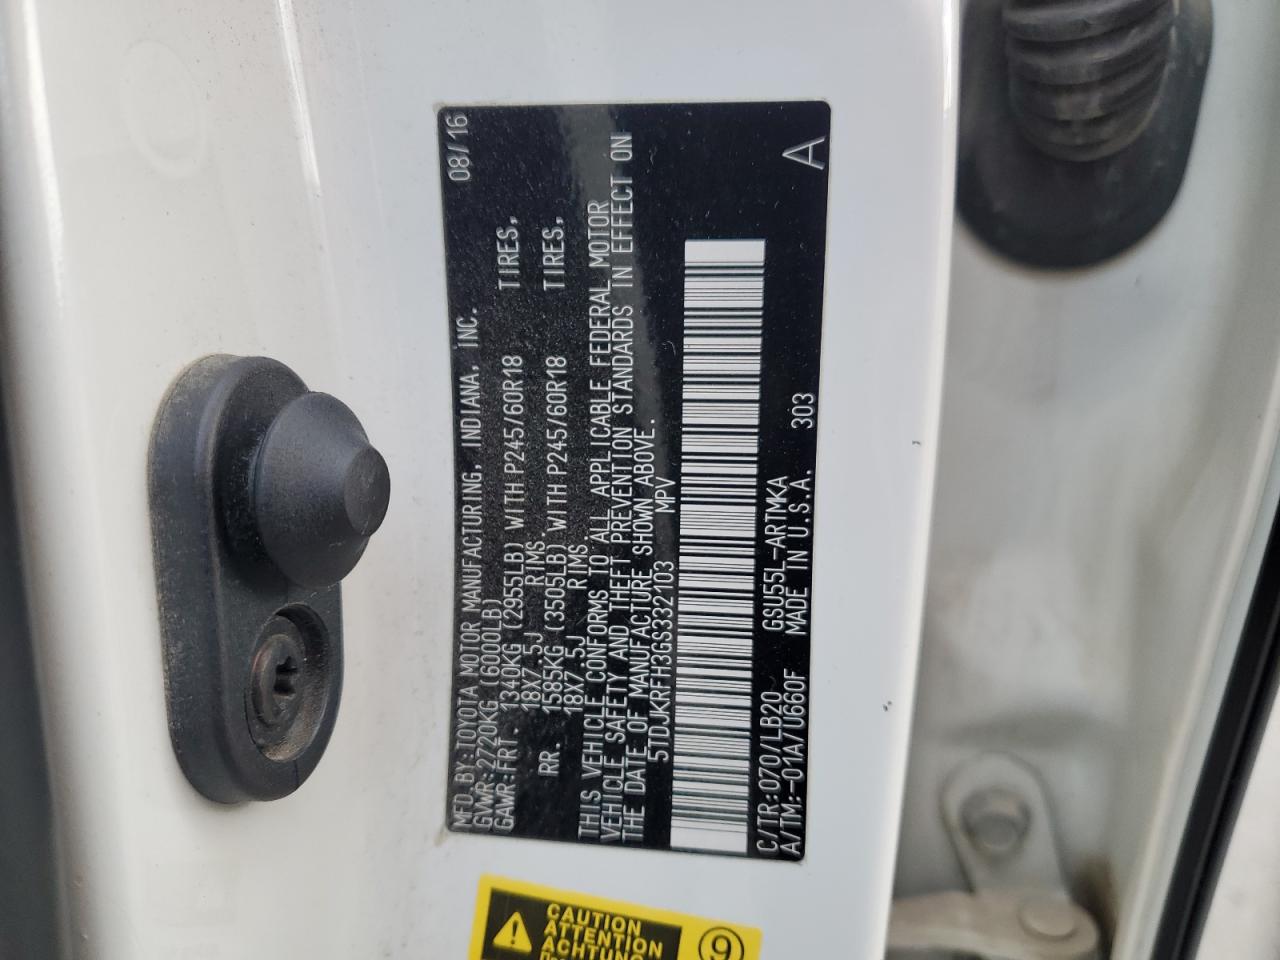 MFD.BY:TOYOTA MOTOR MANUFACTURING, INDIANA, INC. 08/16
GVWR:2720KG (6000LB)
GAWR:FRT. 1340KG (2955LB) WITH P245/60R18 TIRES,
18X7.5J RIMS.
RR. 1585KG (3505LB) WITH P245/60R18 TIRES,
18X7.5J RIMS.
THIS VEHICLE CONFORMS TO ALL APPLICABLE FEDERAL MOTOR
VEHICLE SAFETY AND THEFT PREVENTION STANDARDS IN EFFECT ON
THE DATE OF MANUFACTURE SHOWN ABOVE.
5TDJKRFH3GS332103 MPV
C/TR:070/LB20 GSU55L-ARTMKA
A/TM:-01A/U660F MADE IN U.S.A. 303 A
CAUTION
ATTENTION
ACHTUNG
9